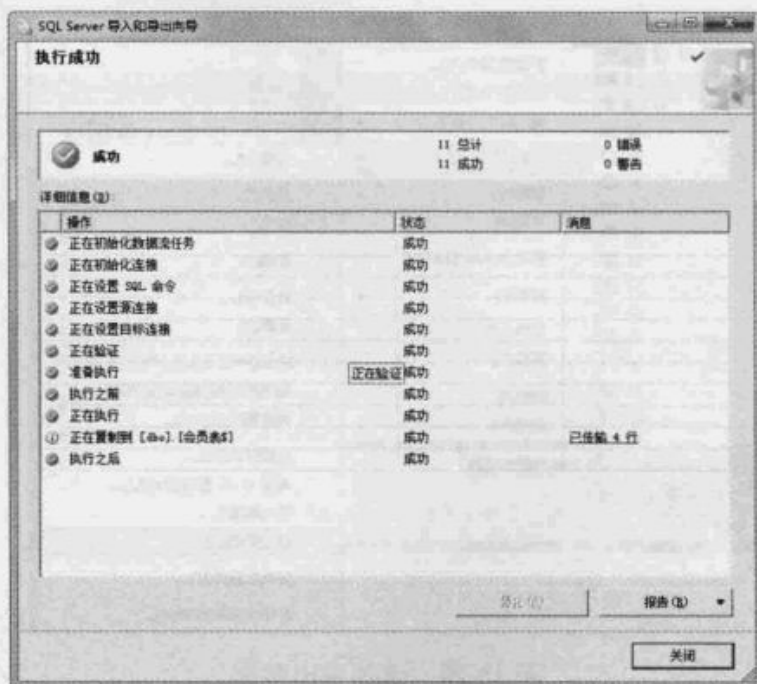 SQL Server 导入和导出向导
执行成功
成功
11 总计
0 错误
11 成功
0 警告
详细信息(D):
操作 状态 消息
正在初始化数据流任务 成功
正在初始化连接 成功
正在设置 SQL 命令 成功
正在设置源连接 成功
正在设置目标连接 成功
正在验证 成功
准备执行 正在验证 成功
执行之前 成功
正在执行 成功
正在复制到 [dbo].[会员表$] 成功 已传输 4 行
执行之后 成功
报告(R)
关闭